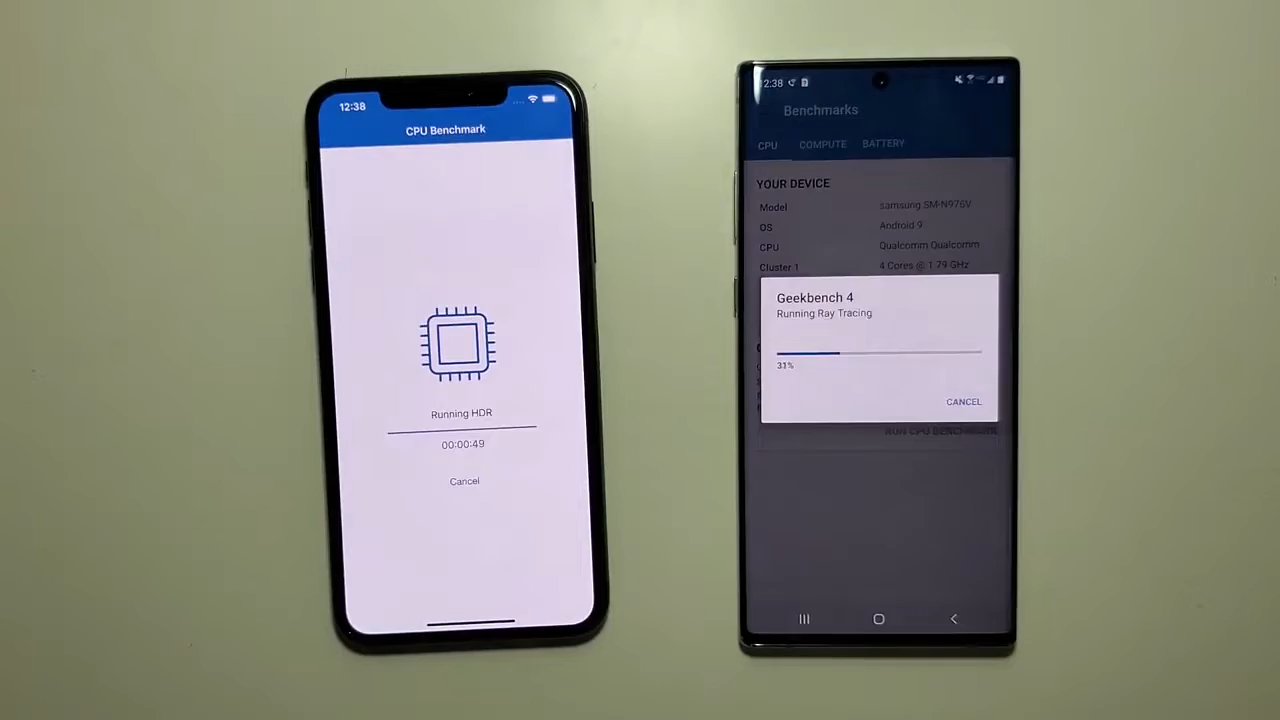 12:38
CPU Benchmark
Running HDR
00:00:49
Cancel
12:38
Benchmarks
CPU COMPUTE BATTERY
YOUR DEVICE
Model samsung SM-N976V
OS Android 9
CPU Qualcomm Qualcomm
Cluster 1 4 Cores @ 1.79 GHz
Geekbench 4
Running Ray Tracing
31%
CANCEL
RUN CPU BENCHMARK